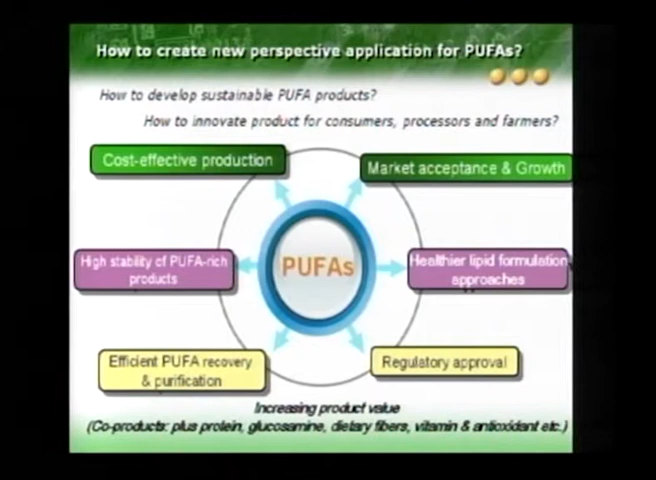 How to create new perspective application for PUFAs?
How to develop sustainable PUFA products?
How to innovate product for consumers, processors and farmers?
Cost-effective production
Market acceptance & Growth
High stability of PUFA-rich
products
PUFAs
Healthier lipid formulation
approaches
Efficient PUFA recovery
& purification
Regulatory approval
Increasing product value
(Co-products: plus protein, glucosamine, dietary fibers, vitamin & antioxidant etc.)